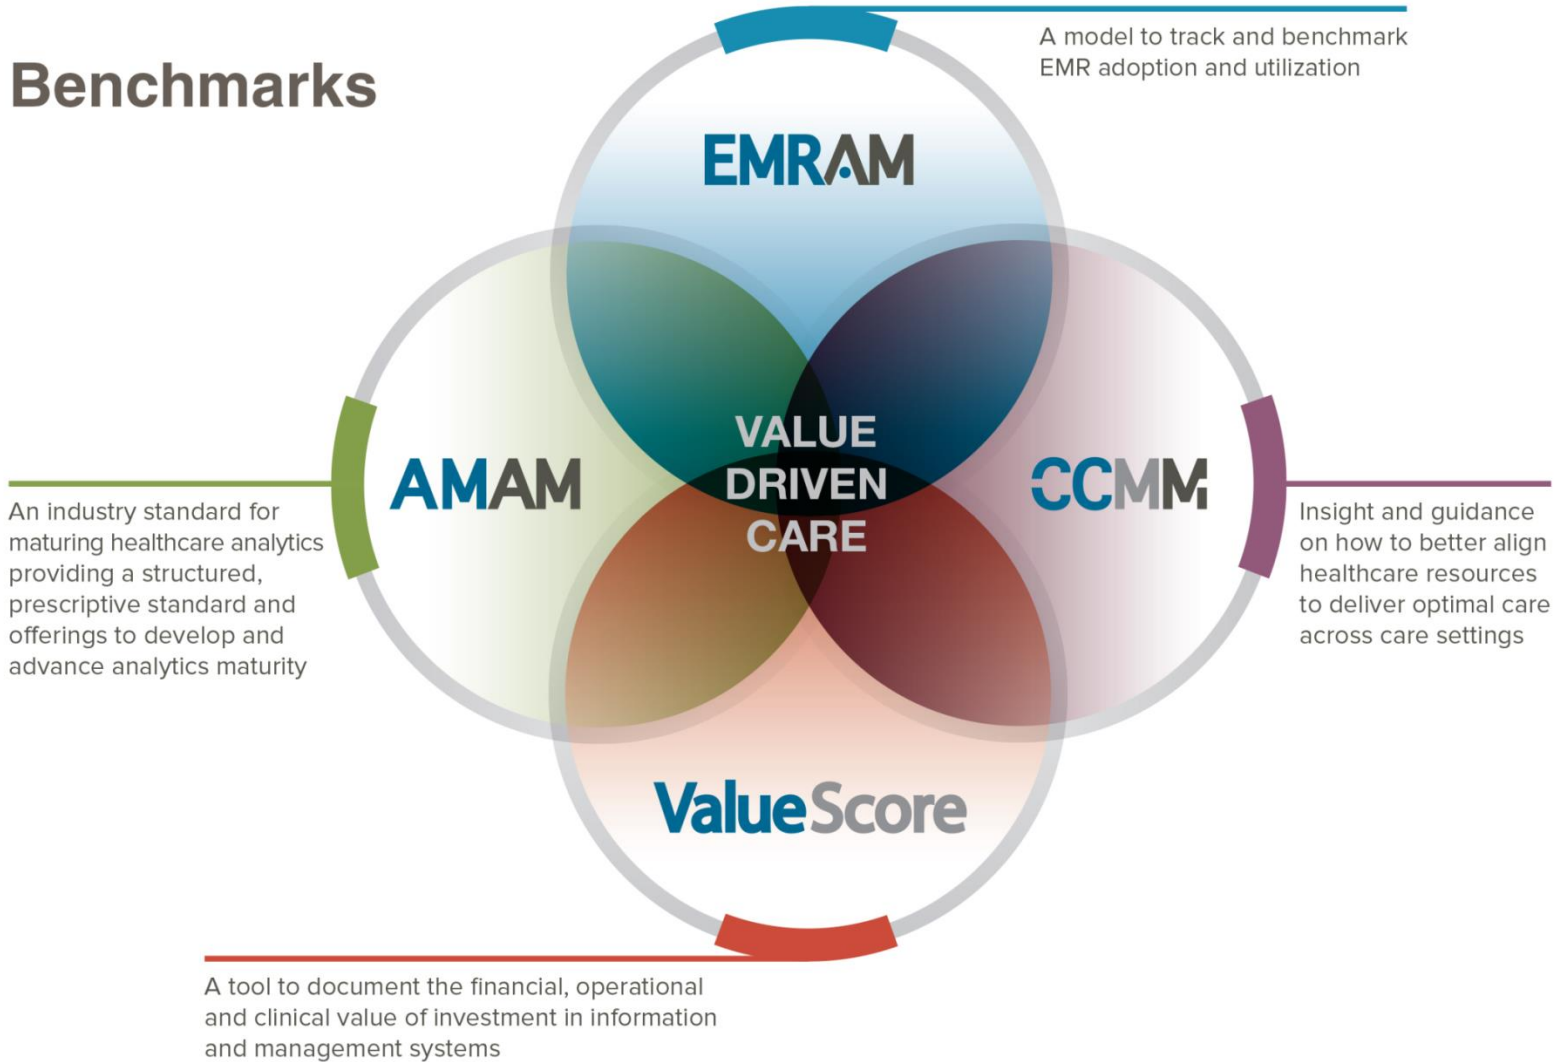 Benchmarks
A model to track and benchmark
EMR adoption and utilization
EMRAM
AMAM
VALUE
DRIVEN
CARE
CCMM
An industry standard for
maturing healthcare analytics
providing a structured,
prescriptive standard and
offerings to develop and
advance analytics maturity
Insight and guidance
on how to better align
healthcare resources
to deliver optimal care
across care settings
ValueScore
A tool to document the financial, operational
and clinical value of investment in information
and management systems